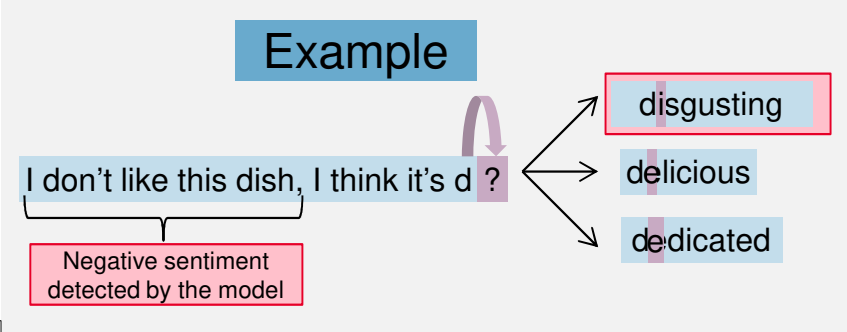 Example
I don't like this dish, I think it's d ?
Negative sentiment
detected by the model
disgusting
delicious
dedicated